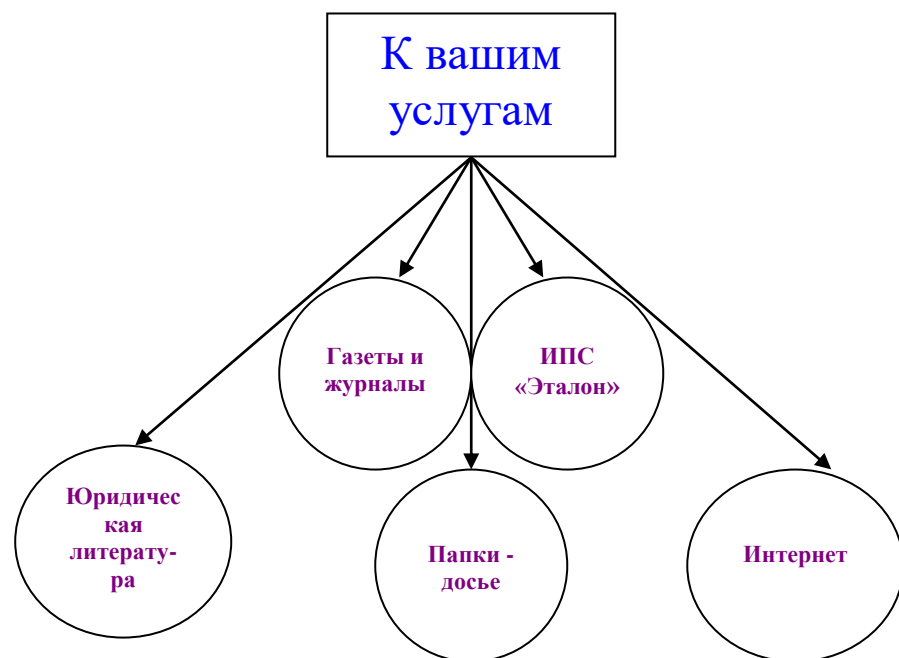 К вашим
услугам
Газеты и
журналы
ИПС
«Эталон»
Юридичес
кая
литерату-
ра
Папки -
досье
Интернет